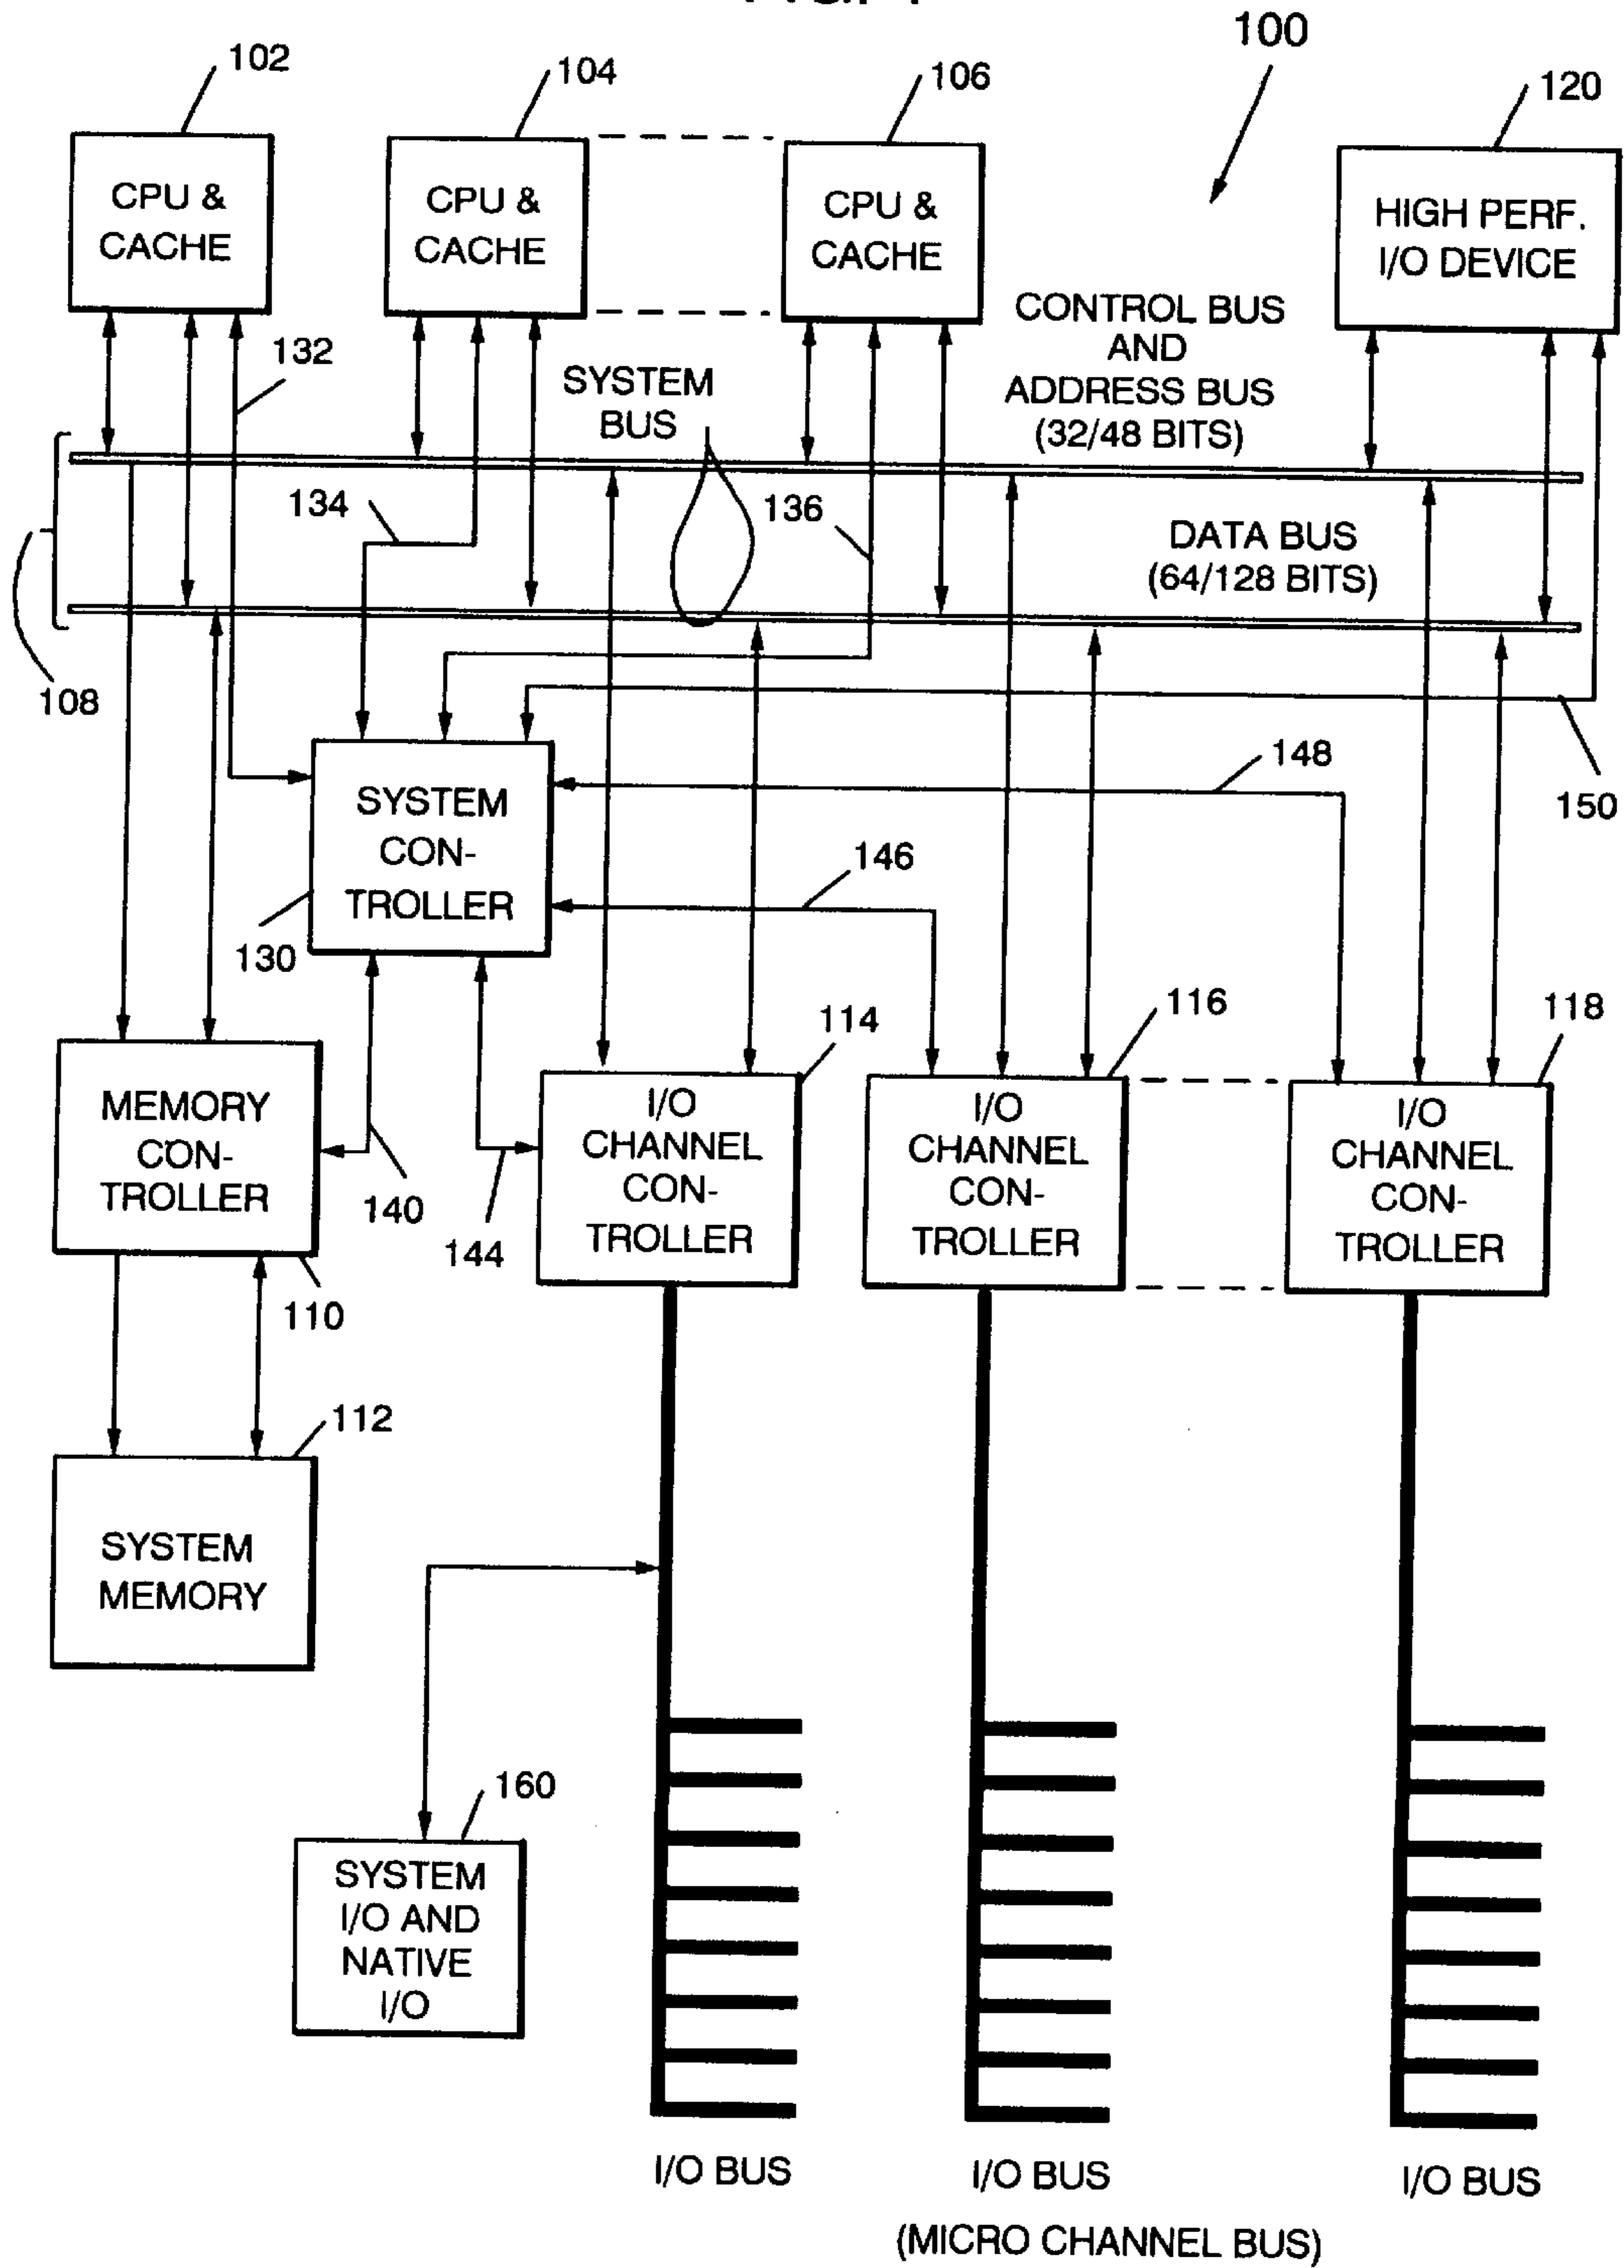 100
102
104
106
120
CPU &
CACHE
CPU &
CACHE
CPU &
CACHE
HIGH PERF.
I/O DEVICE
132
SYSTEM
BUS
CONTROL BUS
AND
ADDRESS BUS
(32/48 BITS)
134
136
DATA BUS
(64/128 BITS)
108
148
150
SYSTEM
CON-
TROLLER
146
130
114
116
118
MEMORY
CON-
TROLLER
I/O
CHANNEL
CON-
TROLLER
I/O
CHANNEL
CON-
TROLLER
I/O
CHANNEL
CON-
TROLLER
140
144
110
112
SYSTEM
MEMORY
160
SYSTEM
I/O AND
NATIVE
I/O
I/O BUS
I/O BUS
I/O BUS
(MICRO CHANNEL BUS)